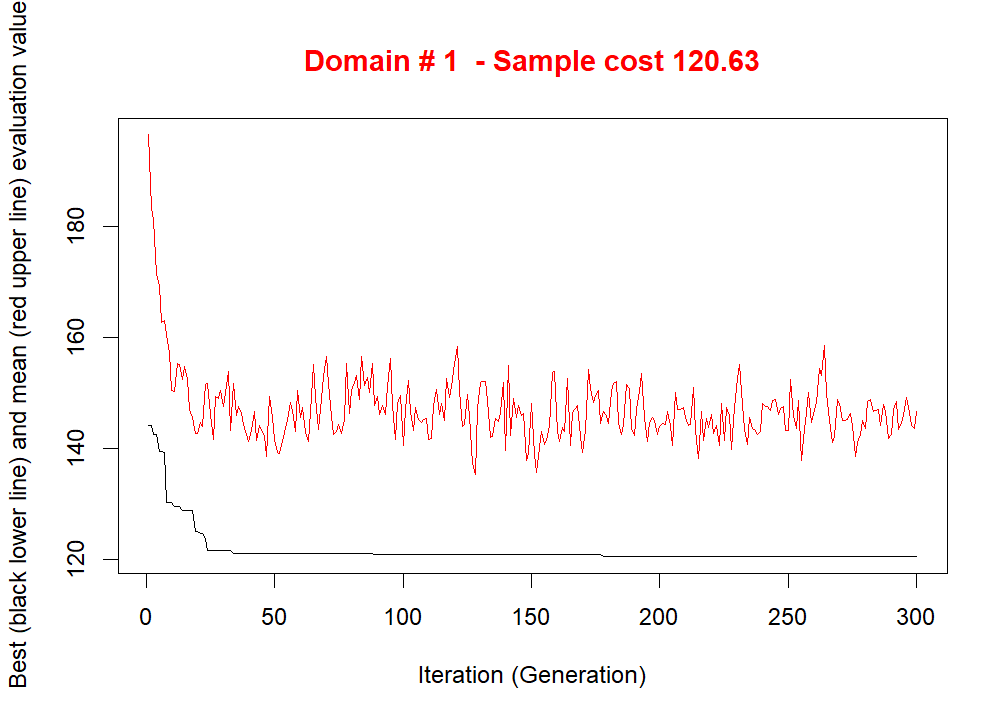 Domain # 1  - Sample cost 120.63
Best (black lower line) and mean (red upper line) evaluation value
180
160
140
120
0 50 100 150 200 250 300
Iteration (Generation)